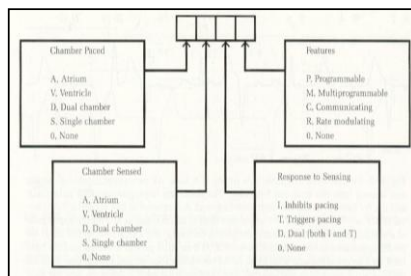 Chamber Paced
A, Atrium
V, Ventricle
D, Dual chamber
S, Single chamber
0, None
Features
P, Programmable
M, Multiprogrammable
C, Communicating
R, Rate modulating
0, None
Chamber Sensed
A, Atrium
V, Ventricle
D, Dual chamber
S, Single chamber
0, None
Response to Sensing
I, Inhibits pacing
T, Triggers pacing
D, Dual (both I and T)
0, None